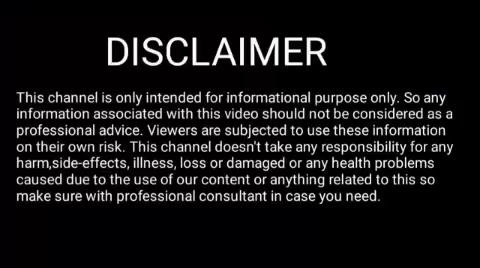 DISCLAIMER
This channel is only intended for informational purpose only. So any
information associated with this video should not be considered as a
professional advice. Viewers are subjected to use these information
on their own risk. This channel doesn't take any responsibility for any
harm,side-effects, illness, loss or damaged or any health problems
caused due to the use of our content or anything related to this so
make sure with professional consultant in case you need.